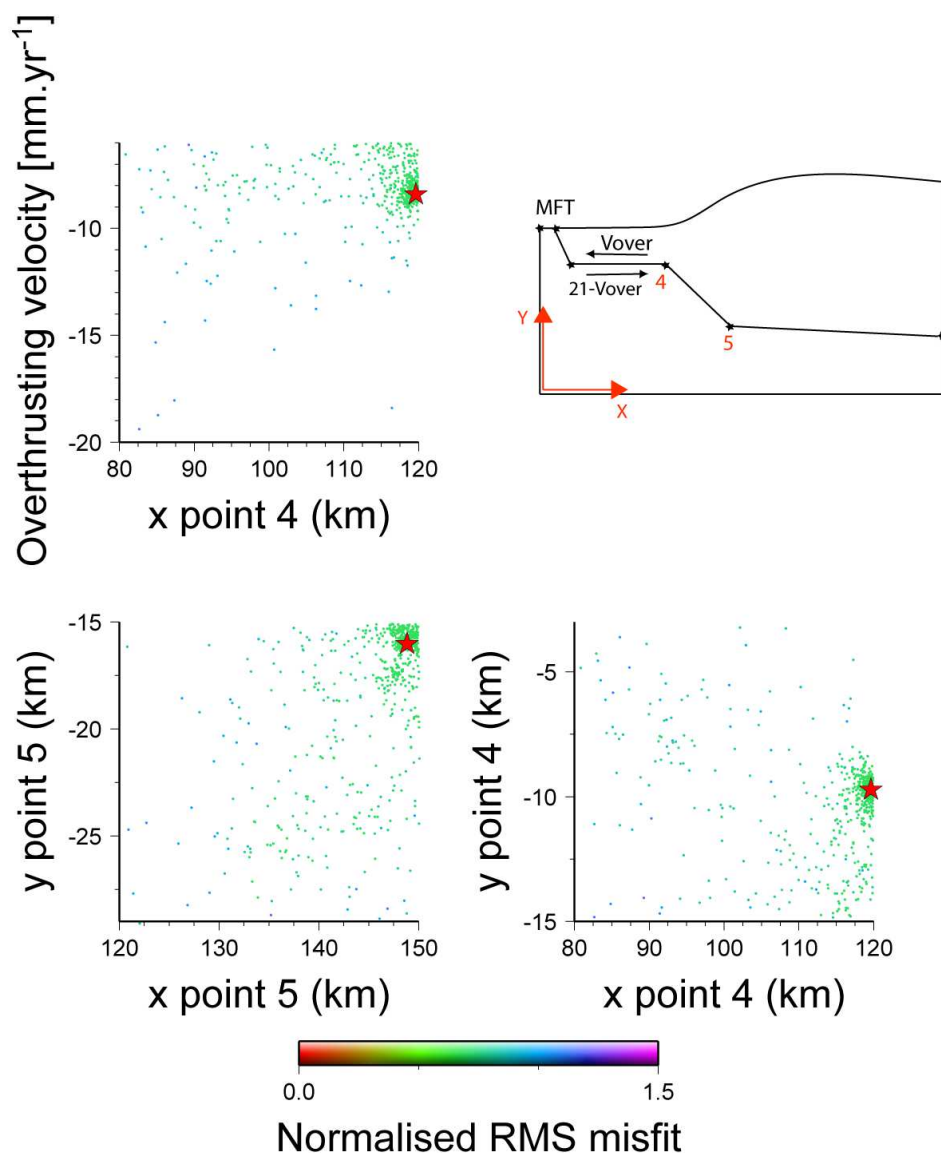 Overthrusting velocity [mm.yr-1]
-10
-15
-20
80 90 100 110 120
x point 4 (km)
MFT
Vover
21-Vover
4
5
Y
X
y point 5 (km)
-15
-20
-25
120 130 140 150
x point 5 (km)
y point 4 (km)
-5
-10
-15
80 90 100 110 120
x point 4 (km)
0.0 1.5
Normalised RMS misfit